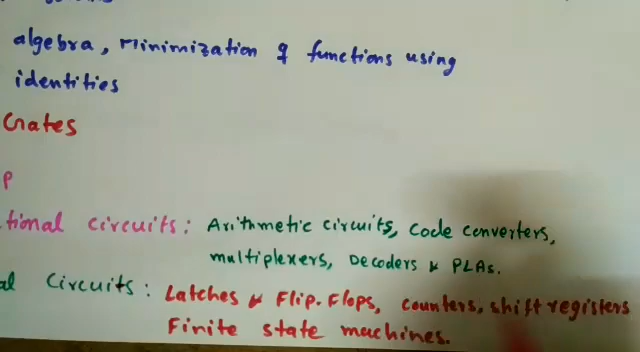 algebra, Minimization of functions using
identities
Gates
P
tional circuits: Arithmetic circuits, Code converters,
multiplexers, Decoders & PLAs.
al Circuits: Latches & Flip-Flops, counters, shift registers
Finite state machines.